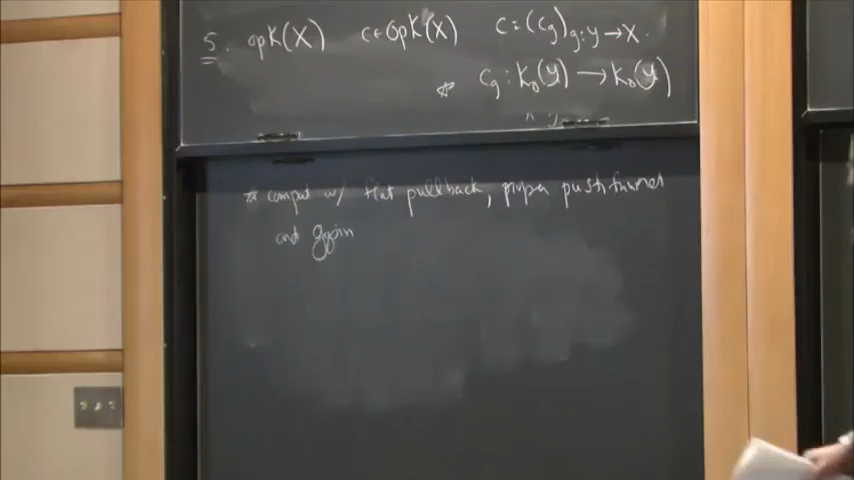 5. opK(X) c ∈ opK(X) c = (c_g)_{g: y → X}.
☆ c_g : K_0(y) → K_0(y)
☆ compat w/ flat pullback, proper pushforward
and gysin